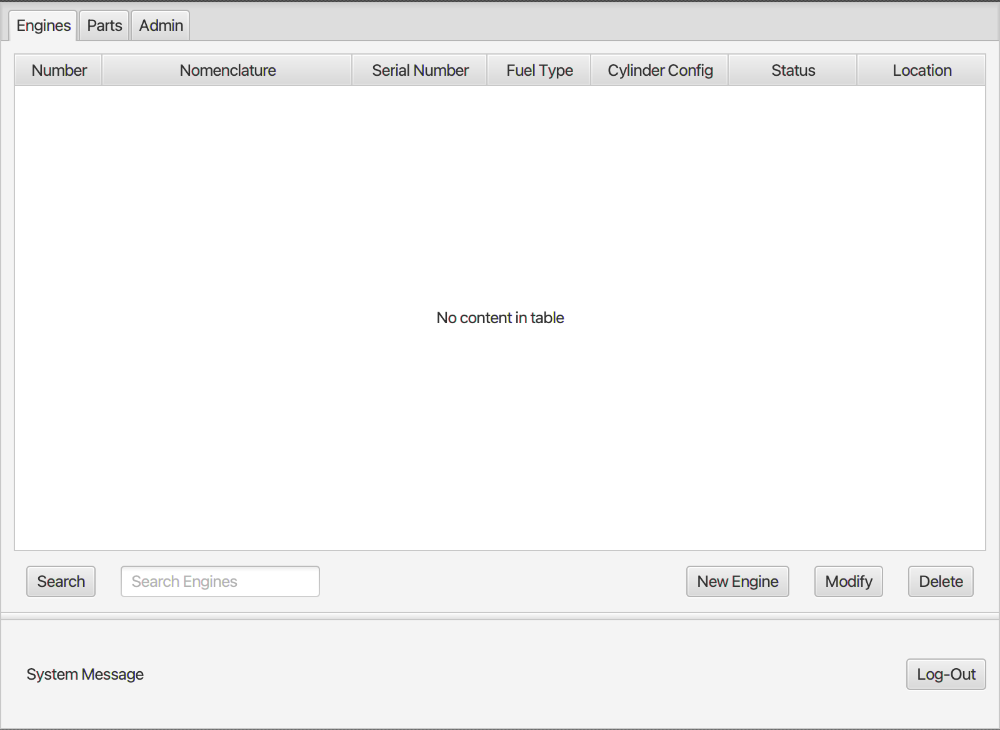 Engines Parts Admin
Number Nomenclature Serial Number Fuel Type Cylinder Config Status Location
No content in table
Search Search Engines New Engine Modify Delete
System Message Log-Out